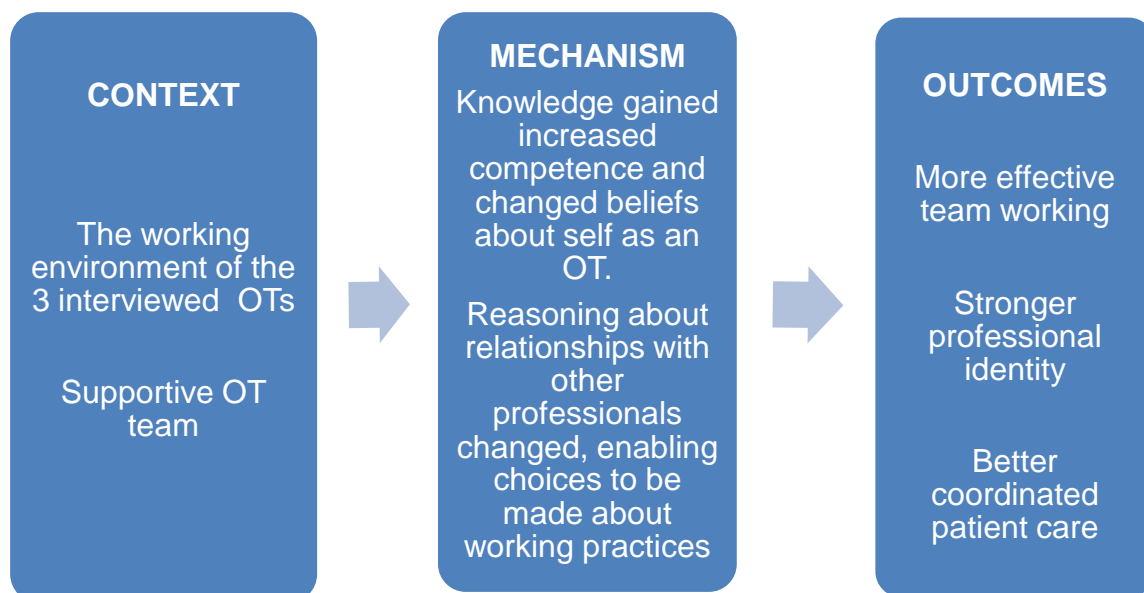 CONTEXT
The working
environment of the
3 interviewed OTs
Supportive OT
team
MECHANISM
Knowledge gained
increased
competence and
changed beliefs
about self as an
OT.
Reasoning about
relationships with
other
professionals
changed, enabling
choices to be
made about
working practices
OUTCOMES
More effective
team working
Stronger
professional
identity
Better
coordinated
patient care